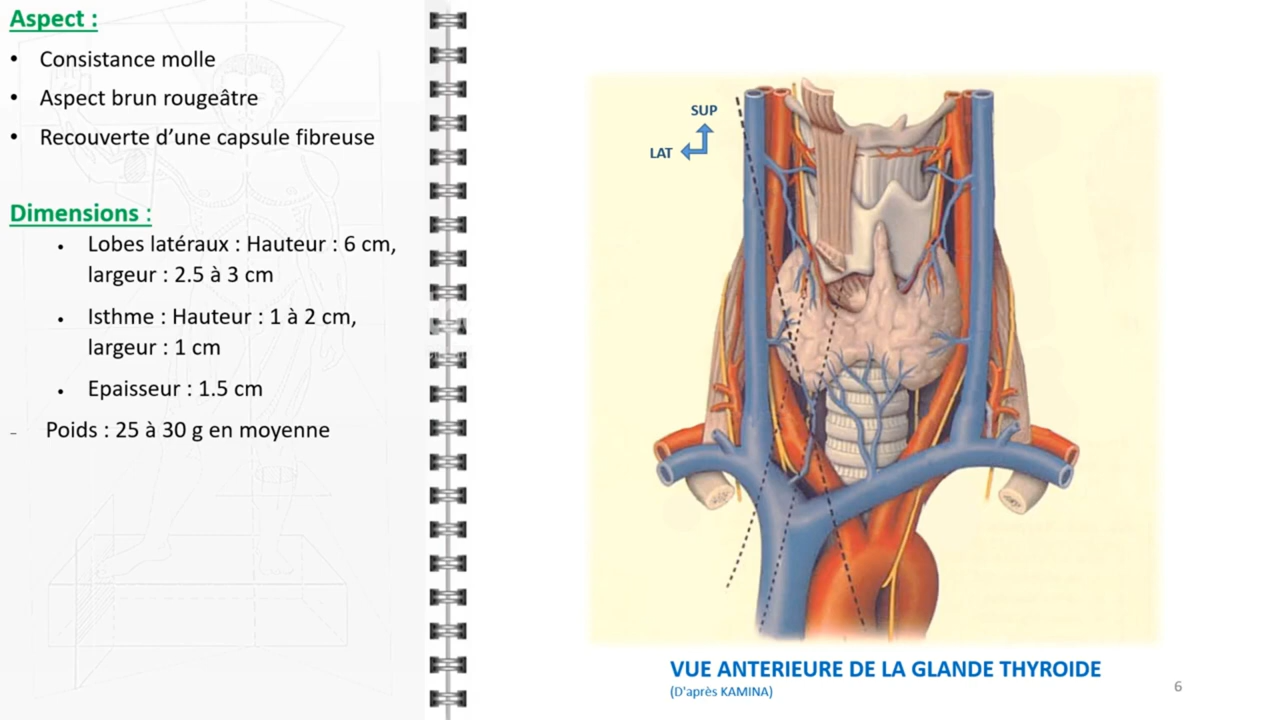 Aspect :
• Consistance molle
• Aspect brun rougeâtre
• Recouverte d’une capsule fibreuse
Dimensions :
• Lobes latéraux : Hauteur : 6 cm,
largeur : 2.5 à 3 cm
• Isthme : Hauteur : 1 à 2 cm,
largeur : 1 cm
• Epaisseur : 1.5 cm
- Poids : 25 à 30 g en moyenne
SUP
LAT
VUE ANTERIEURE DE LA GLANDE THYROIDE
(D'après KAMINA)
6